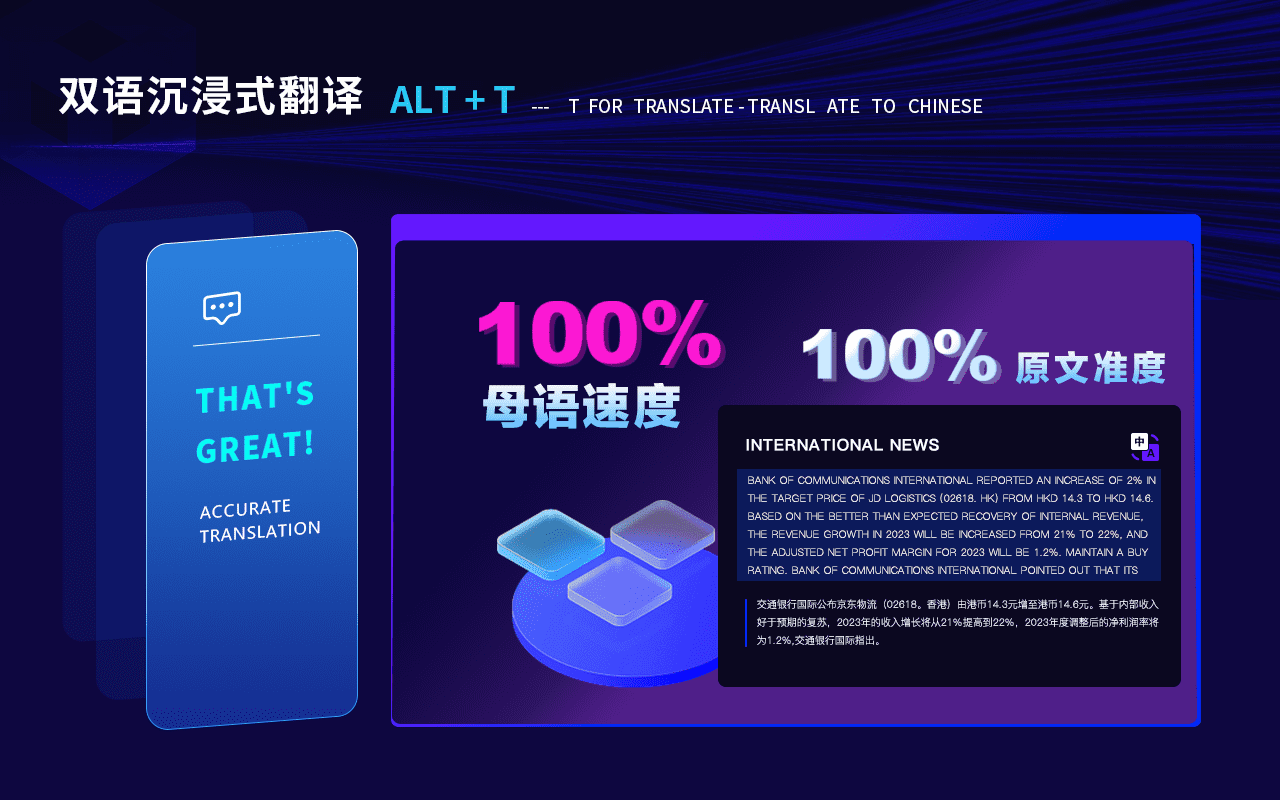 双语沉浸式翻译 ALT + T --- T FOR TRANSLATE-TRANSL ATE TO CHINESE
THAT'S
GREAT!
ACCURATE
TRANSLATION
100%
母语速度
100% 原文准度
INTERNATIONAL NEWS
中
A
BANK OF COMMUNICATIONS INTERNATIONAL REPORTED AN INCREASE OF 2% IN
THE TARGET PRICE OF JD LOGISTICS (02618. HK) FROM HKD 14.3 TO HKD 14.6.
BASED ON THE BETTER THAN EXPECTED RECOVERY OF INTERNAL REVENUE,
THE REVENUE GROWTH IN 2023 WILL BE INCREASED FROM 21% TO 22%, AND
THE ADJUSTED NET PROFIT MARGIN FOR 2023 WILL BE 1.2%. MAINTAIN A BUY
RATING. BANK OF COMMUNICATIONS INTERNATIONAL POINTED OUT THAT ITS
交通银行国际公布京东物流（02618。香港）由港币14.3元增至港币14.6元。基于内部收入
好于预期的复苏，2023年的收入增长将从21%提高到22%，2023年度调整后的净利润率将
为1.2%,交通银行国际指出。